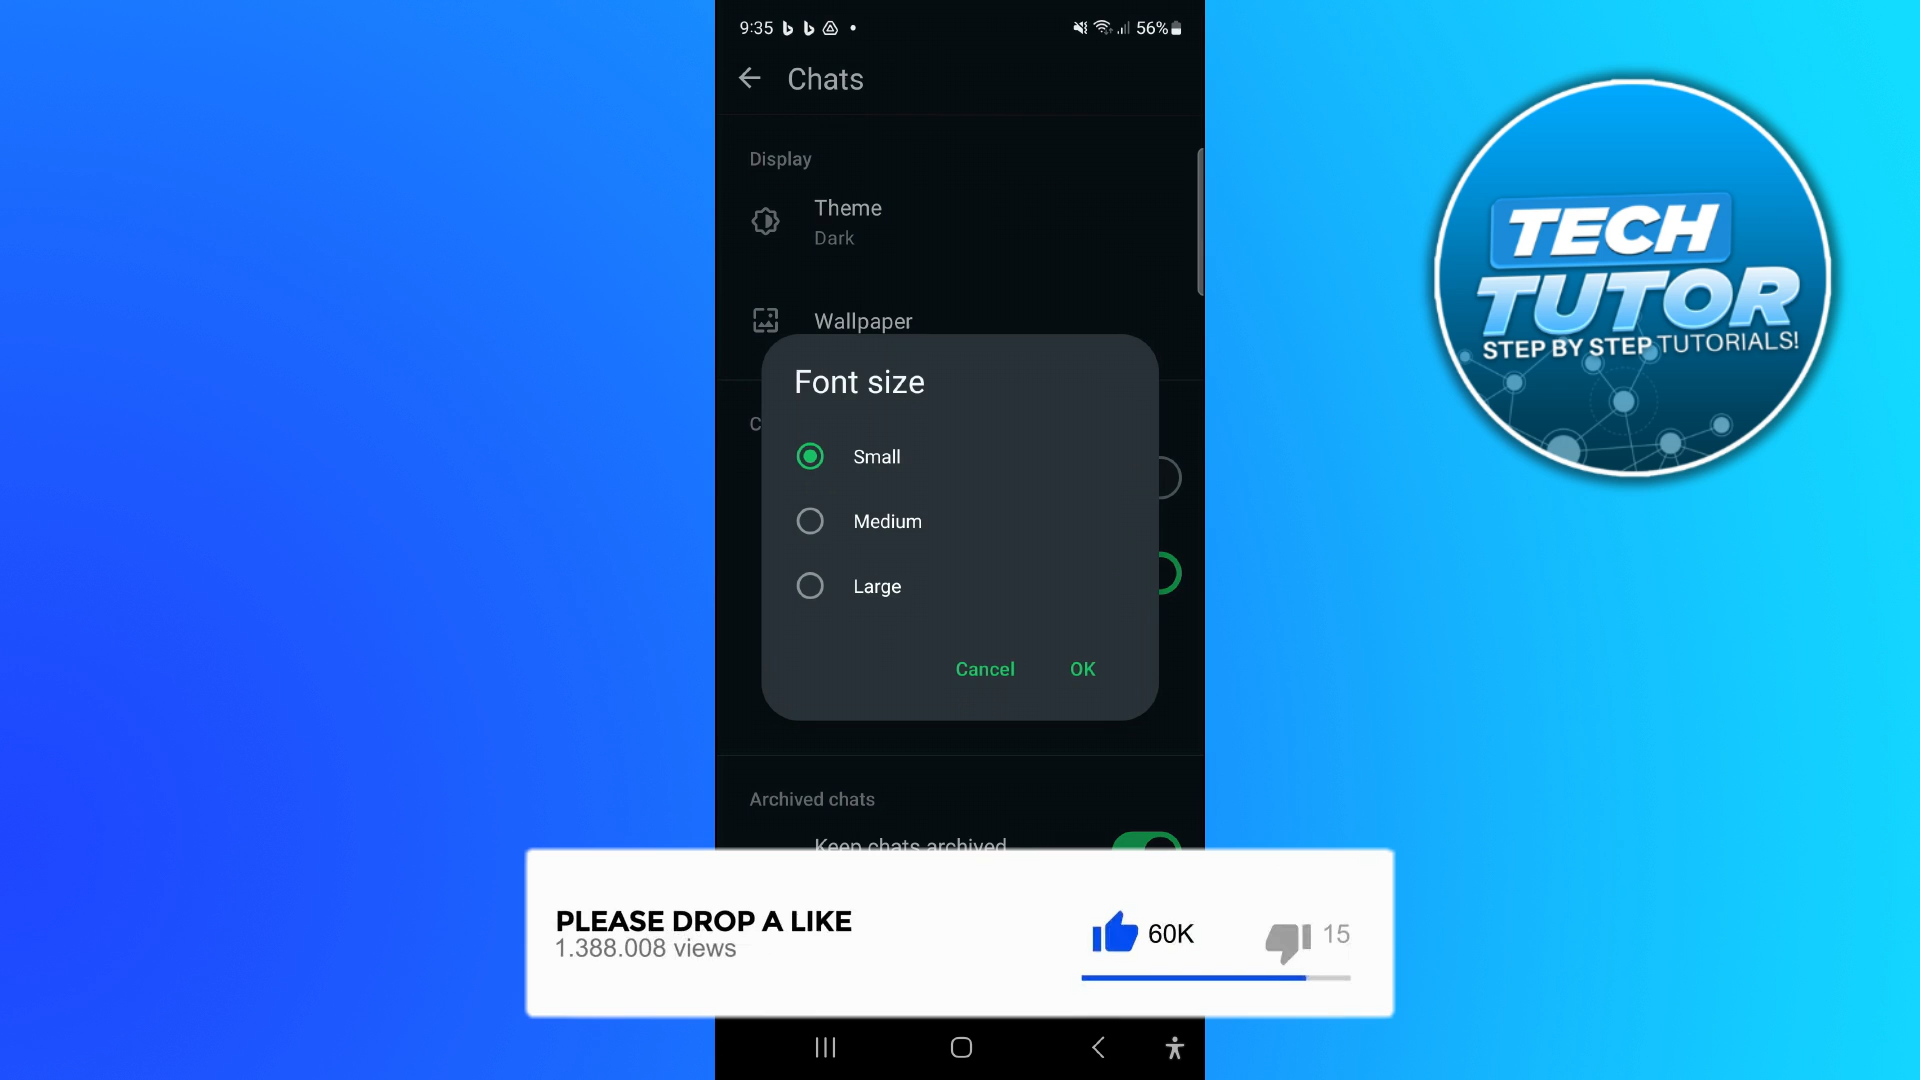 9:35
56%
Chats
Display
Theme
Dark
Wallpaper
C
Font size
Small
Medium
Large
Cancel
OK
Archived chats
Keep chats archived
TECH
TUTOR
STEP BY STEP TUTORIALS!
PLEASE DROP A LIKE
1.388.008 views
60K
15